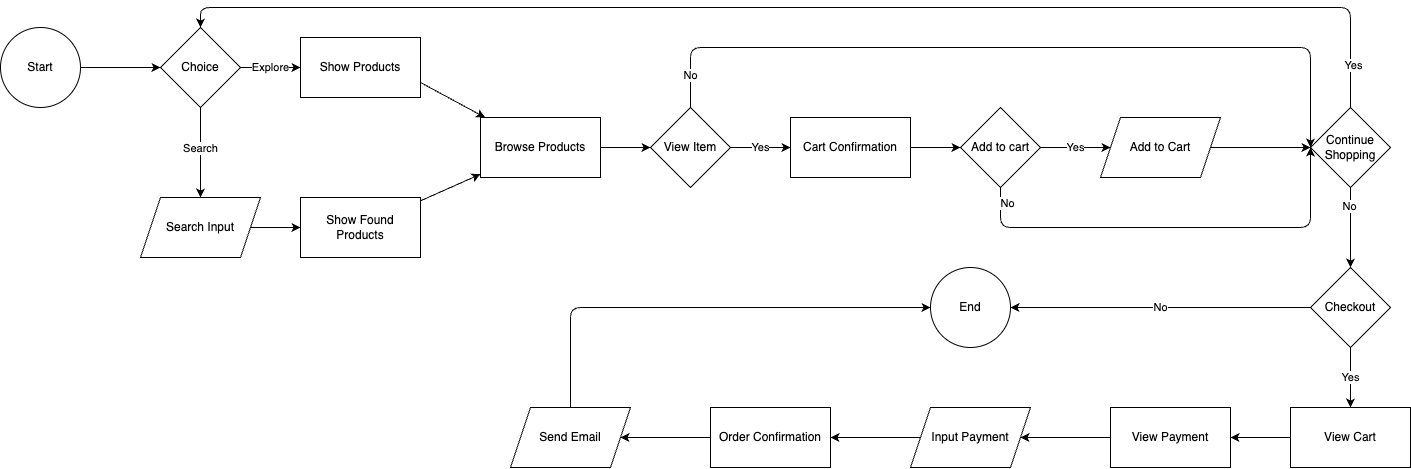 Start
Choice
Explore
Show Products
Search
Search Input
Show Found
Products
Browse Products
View Item
No
Yes
Cart Confirmation
Add to cart
Yes
No
Add to Cart
Continue
Shopping
Yes
No
Checkout
No
End
Yes
View Cart
View Payment
Input Payment
Order Confirmation
Send Email